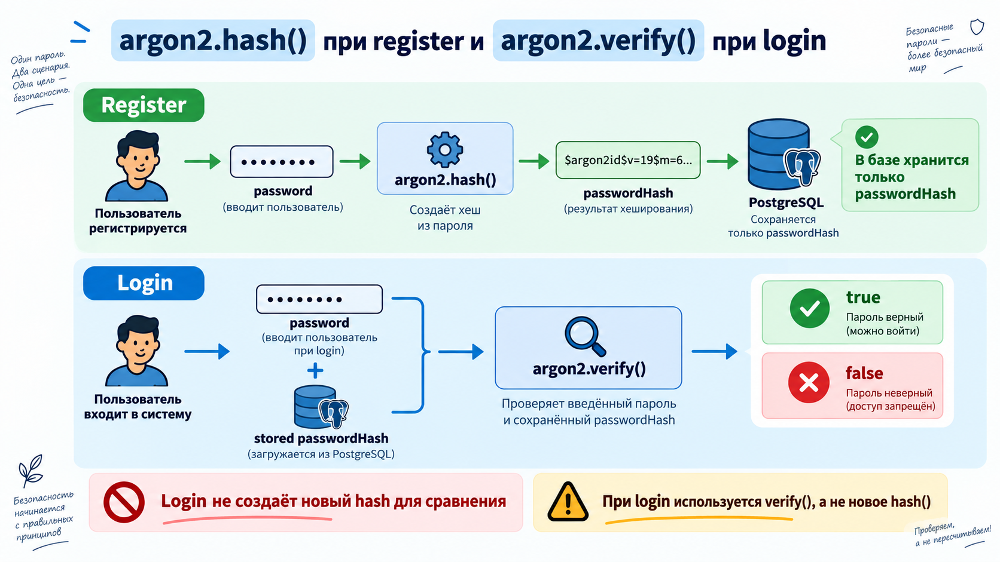 argon2.hash() при register и argon2.verify() при login
Один пароль.
Два сценария.
Одна цель —
безопасность.
Безопасные
пароли —
более безопасный
мир
Register
Пользователь
регистрируется
••••••••
password
(вводит пользователь)
argon2.hash()
Создаёт хеш
из пароля
$argon2id$v=19$m=6...
passwordHash
(результат хеширования)
PostgreSQL
Сохраняется
только passwordHash
В базе хранится
только
passwordHash
Login
Пользователь
входит в систему
••••••••
password
(вводит пользователь
при login)
+
stored passwordHash
(загружается из PostgreSQL)
argon2.verify()
Проверяет введённый пароль
и сохранённый passwordHash
true
Пароль верный
(можно войти)
false
Пароль неверный
(доступ запрещён)
Безопасность
начинается
с правильных
принципов
Login не создаёт новый hash для сравнения
При login используется verify(), а не новое hash()
Проверяем,
а не пересчитываем!